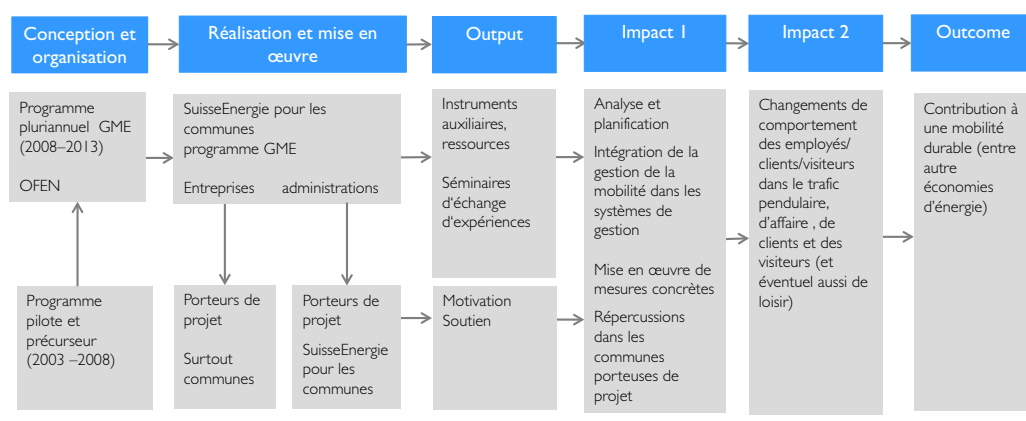 Conception et
organisation
Réalisation et mise en
œuvre
Output
Impact I
Impact 2
Outcome
Programme
pluriannuel GME
(2008–2013)
OFEN
Programme
pilote et
précurseur
(2003 –2008)
SuisseEnergie pour les
communes
programme GME
Entreprises administrations
Porteurs de
projet
Surtout
communes
Porteurs de
projet
SuisseEnergie
pour les
communes
Instruments
auxiliaires,
ressources
Séminaires
d'échange
d'expériences
Motivation
Soutien
Analyse et
planification
Intégration de la
gestion de la
mobilité dans les
systèmes de
gestion
Mise en œuvre de
mesures concrètes
Répercussions
dans les
communes
porteuses de
projet
Changements de
comportement
des employés/
clients/visiteurs
dans le trafic
pendulaire,
d'affaire , de
clients et des
visiteurs (et
éventuel aussi de
loisir)
Contribution à
une mobilité
durable (entre
autre
économies
d'énergie)